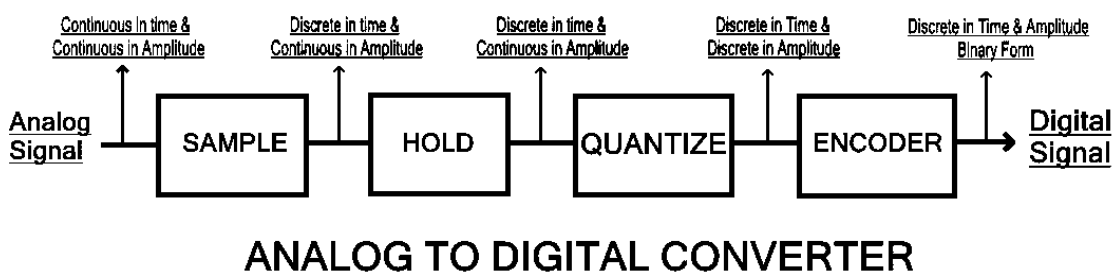 Continuous in time &
Continuous in Amplitude
Discrete in time &
Continuous in Amplitude
Discrete in time &
Continuous in Amplitude
Discrete in Time &
Discrete in Amplitude
Discrete in Time & Amplitude
Binary Form
Analog
Signal
SAMPLE
HOLD
QUANTIZE
ENCODER
Digital
Signal
ANALOG TO DIGITAL CONVERTER